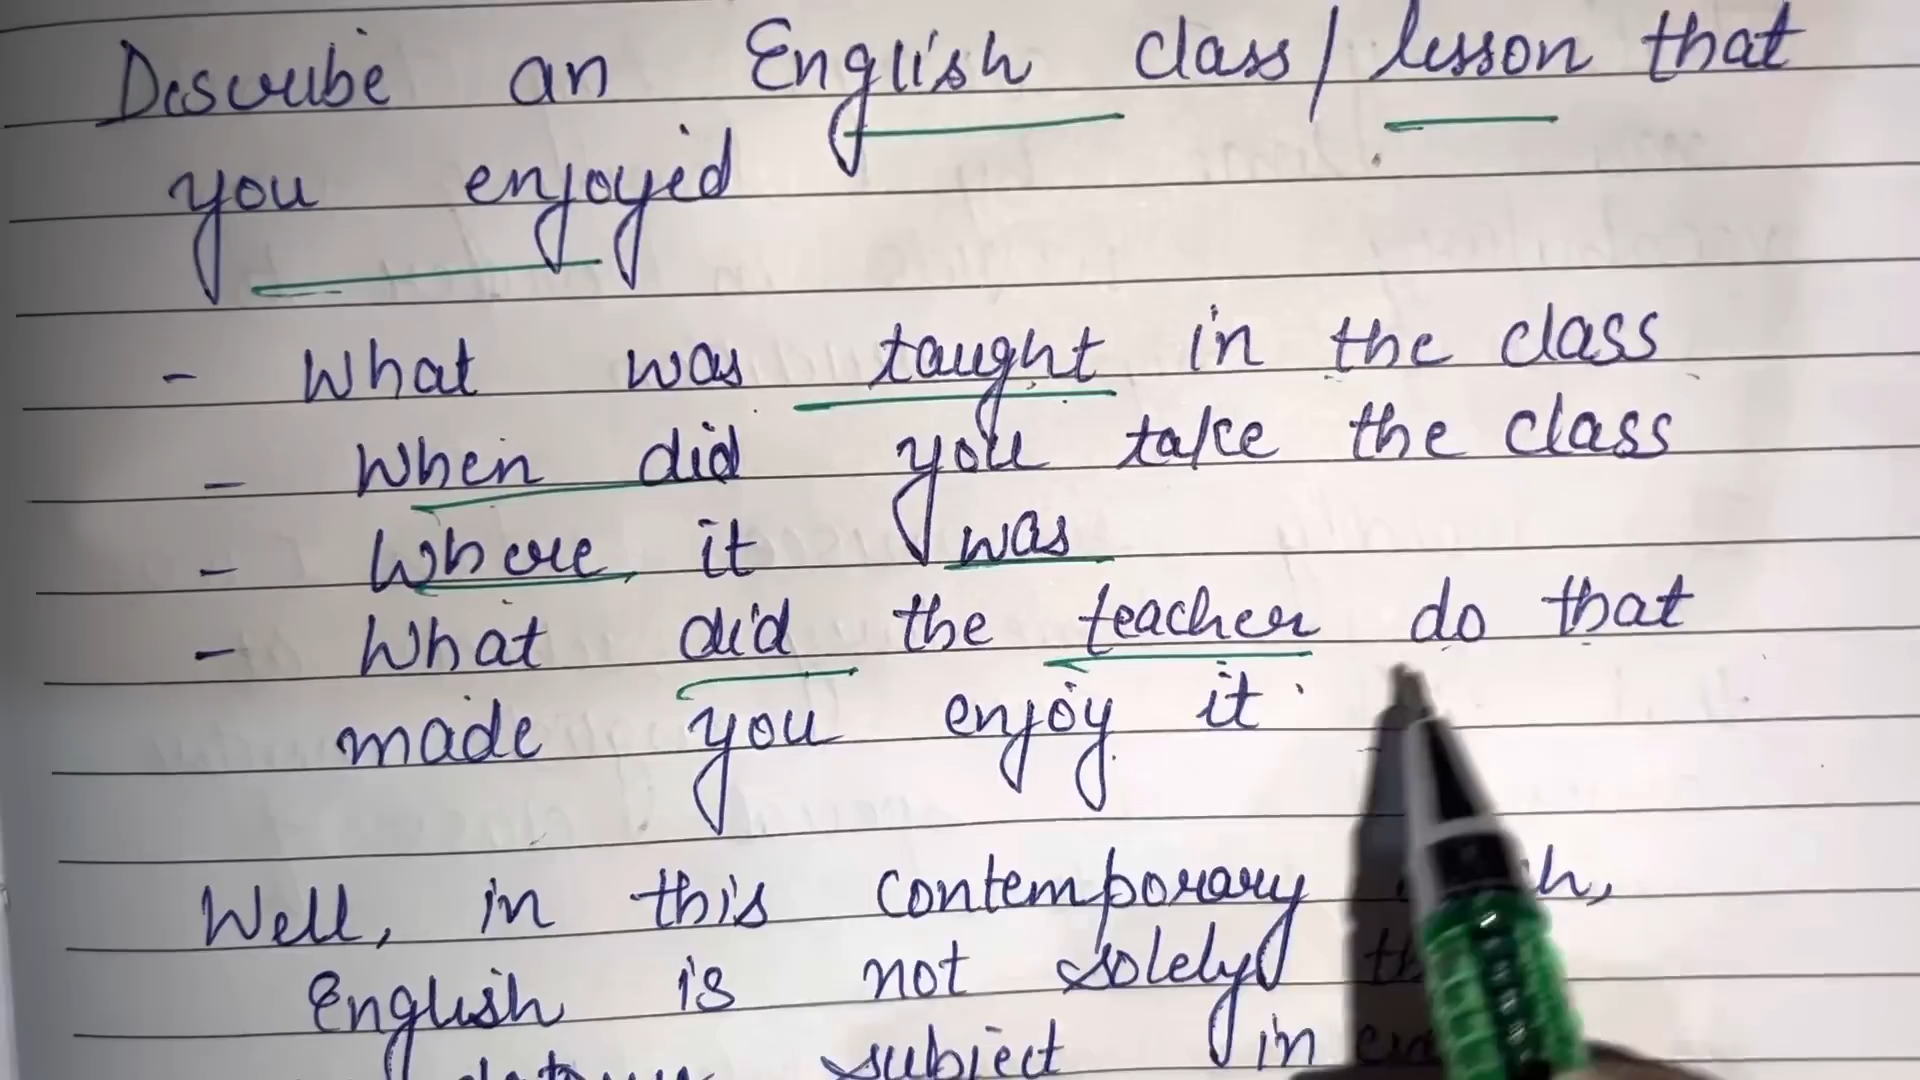 Describe an English class / lesson that
you enjoyed
- What was taught in the class
- When did you take the class
- Where it was
- What did the teacher do that
made you enjoy it
Well, in this contemporary
English is not solely
subject in